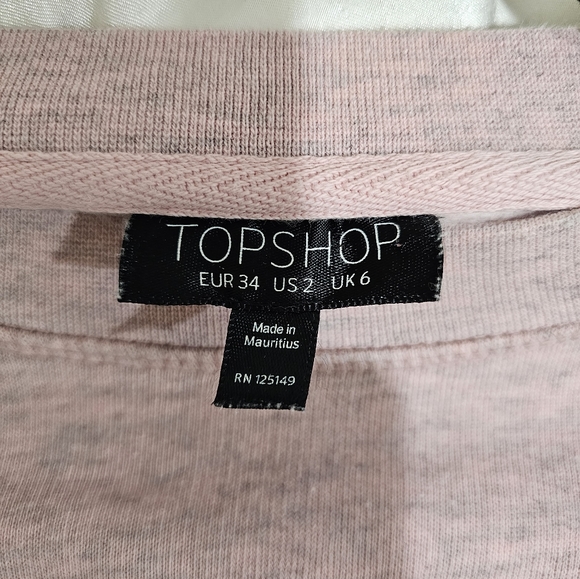 TOPSHOP
EUR 34 US 2 UK 6
Made in
Mauritius
RN 125149